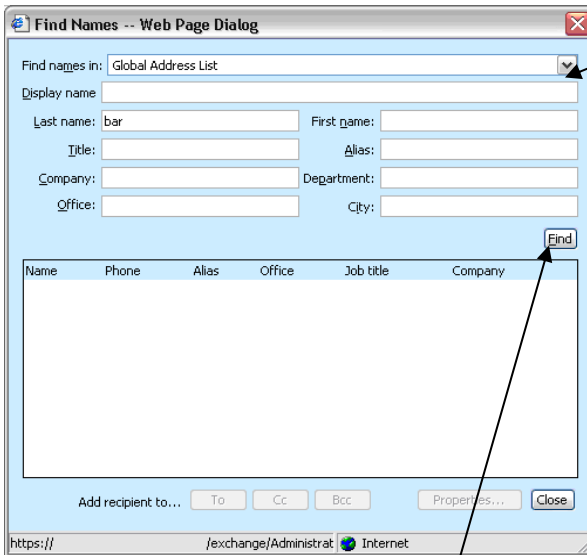 Find Names -- Web Page Dialog
Find names in: Global Address List
Display name
Last name: bar First name:
Title: Alias:
Company: Department:
Office: City:
Find
Name Phone Alias Office Job title Company
Add recipient to... To Cc Bcc Properties... Close
https:// /exchange/Administrat Internet